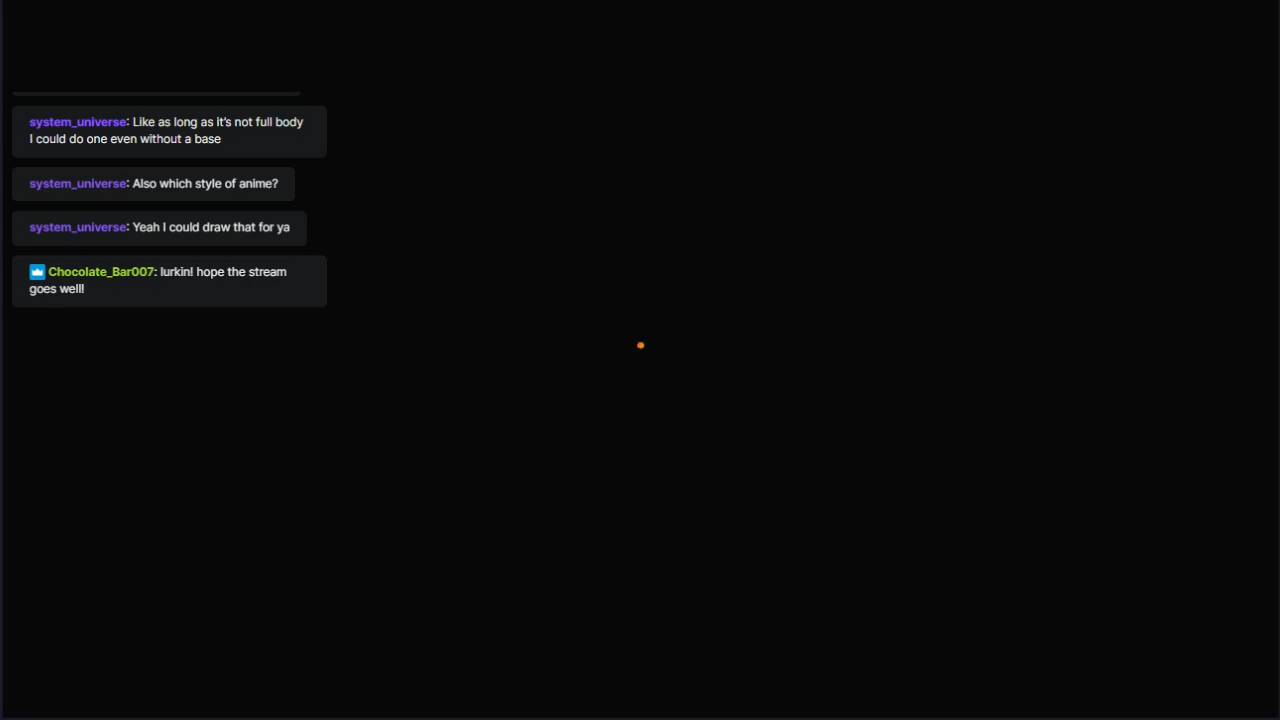 system_universe: Like as long as it's not full body
I could do one even without a base
system_universe: Also which style of anime?
system_universe: Yeah I could draw that for ya
Chocolate_Bar007: lurkin! hope the stream
goes well!